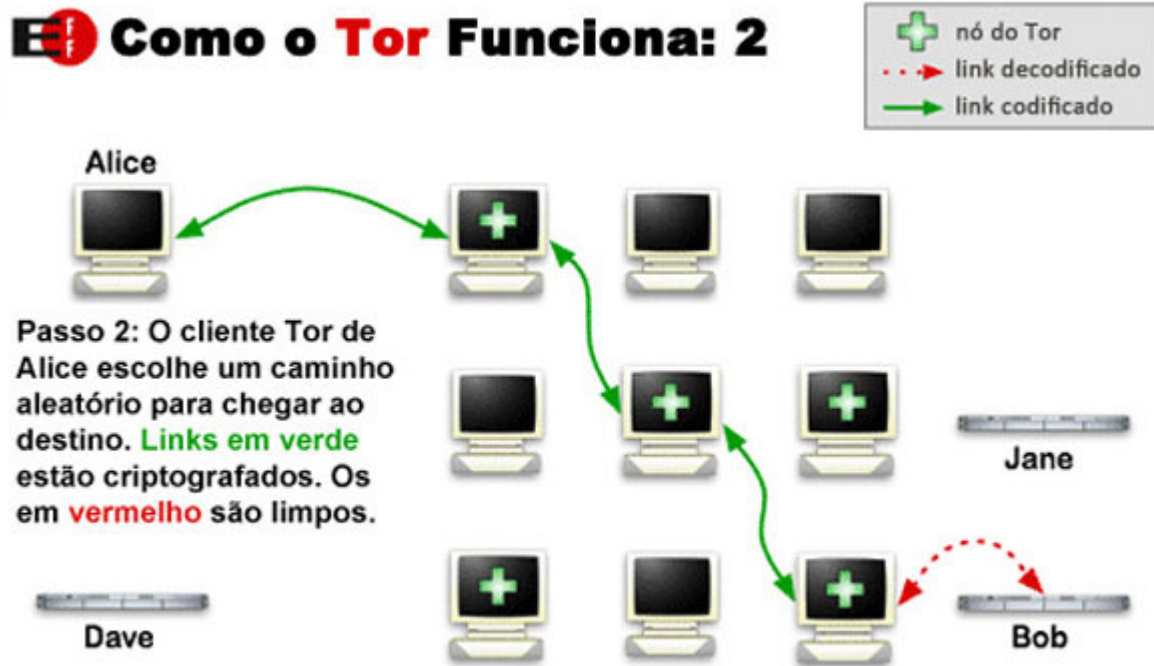 EFF Como o Tor Funciona: 2
nó do Tor
link decodificado
link codificado
Alice
Passo 2: O cliente Tor de
Alice escolhe um caminho
aleatório para chegar ao
destino. Links em verde
estão criptografados. Os
em vermelho são limpos.
Jane
Dave
Bob